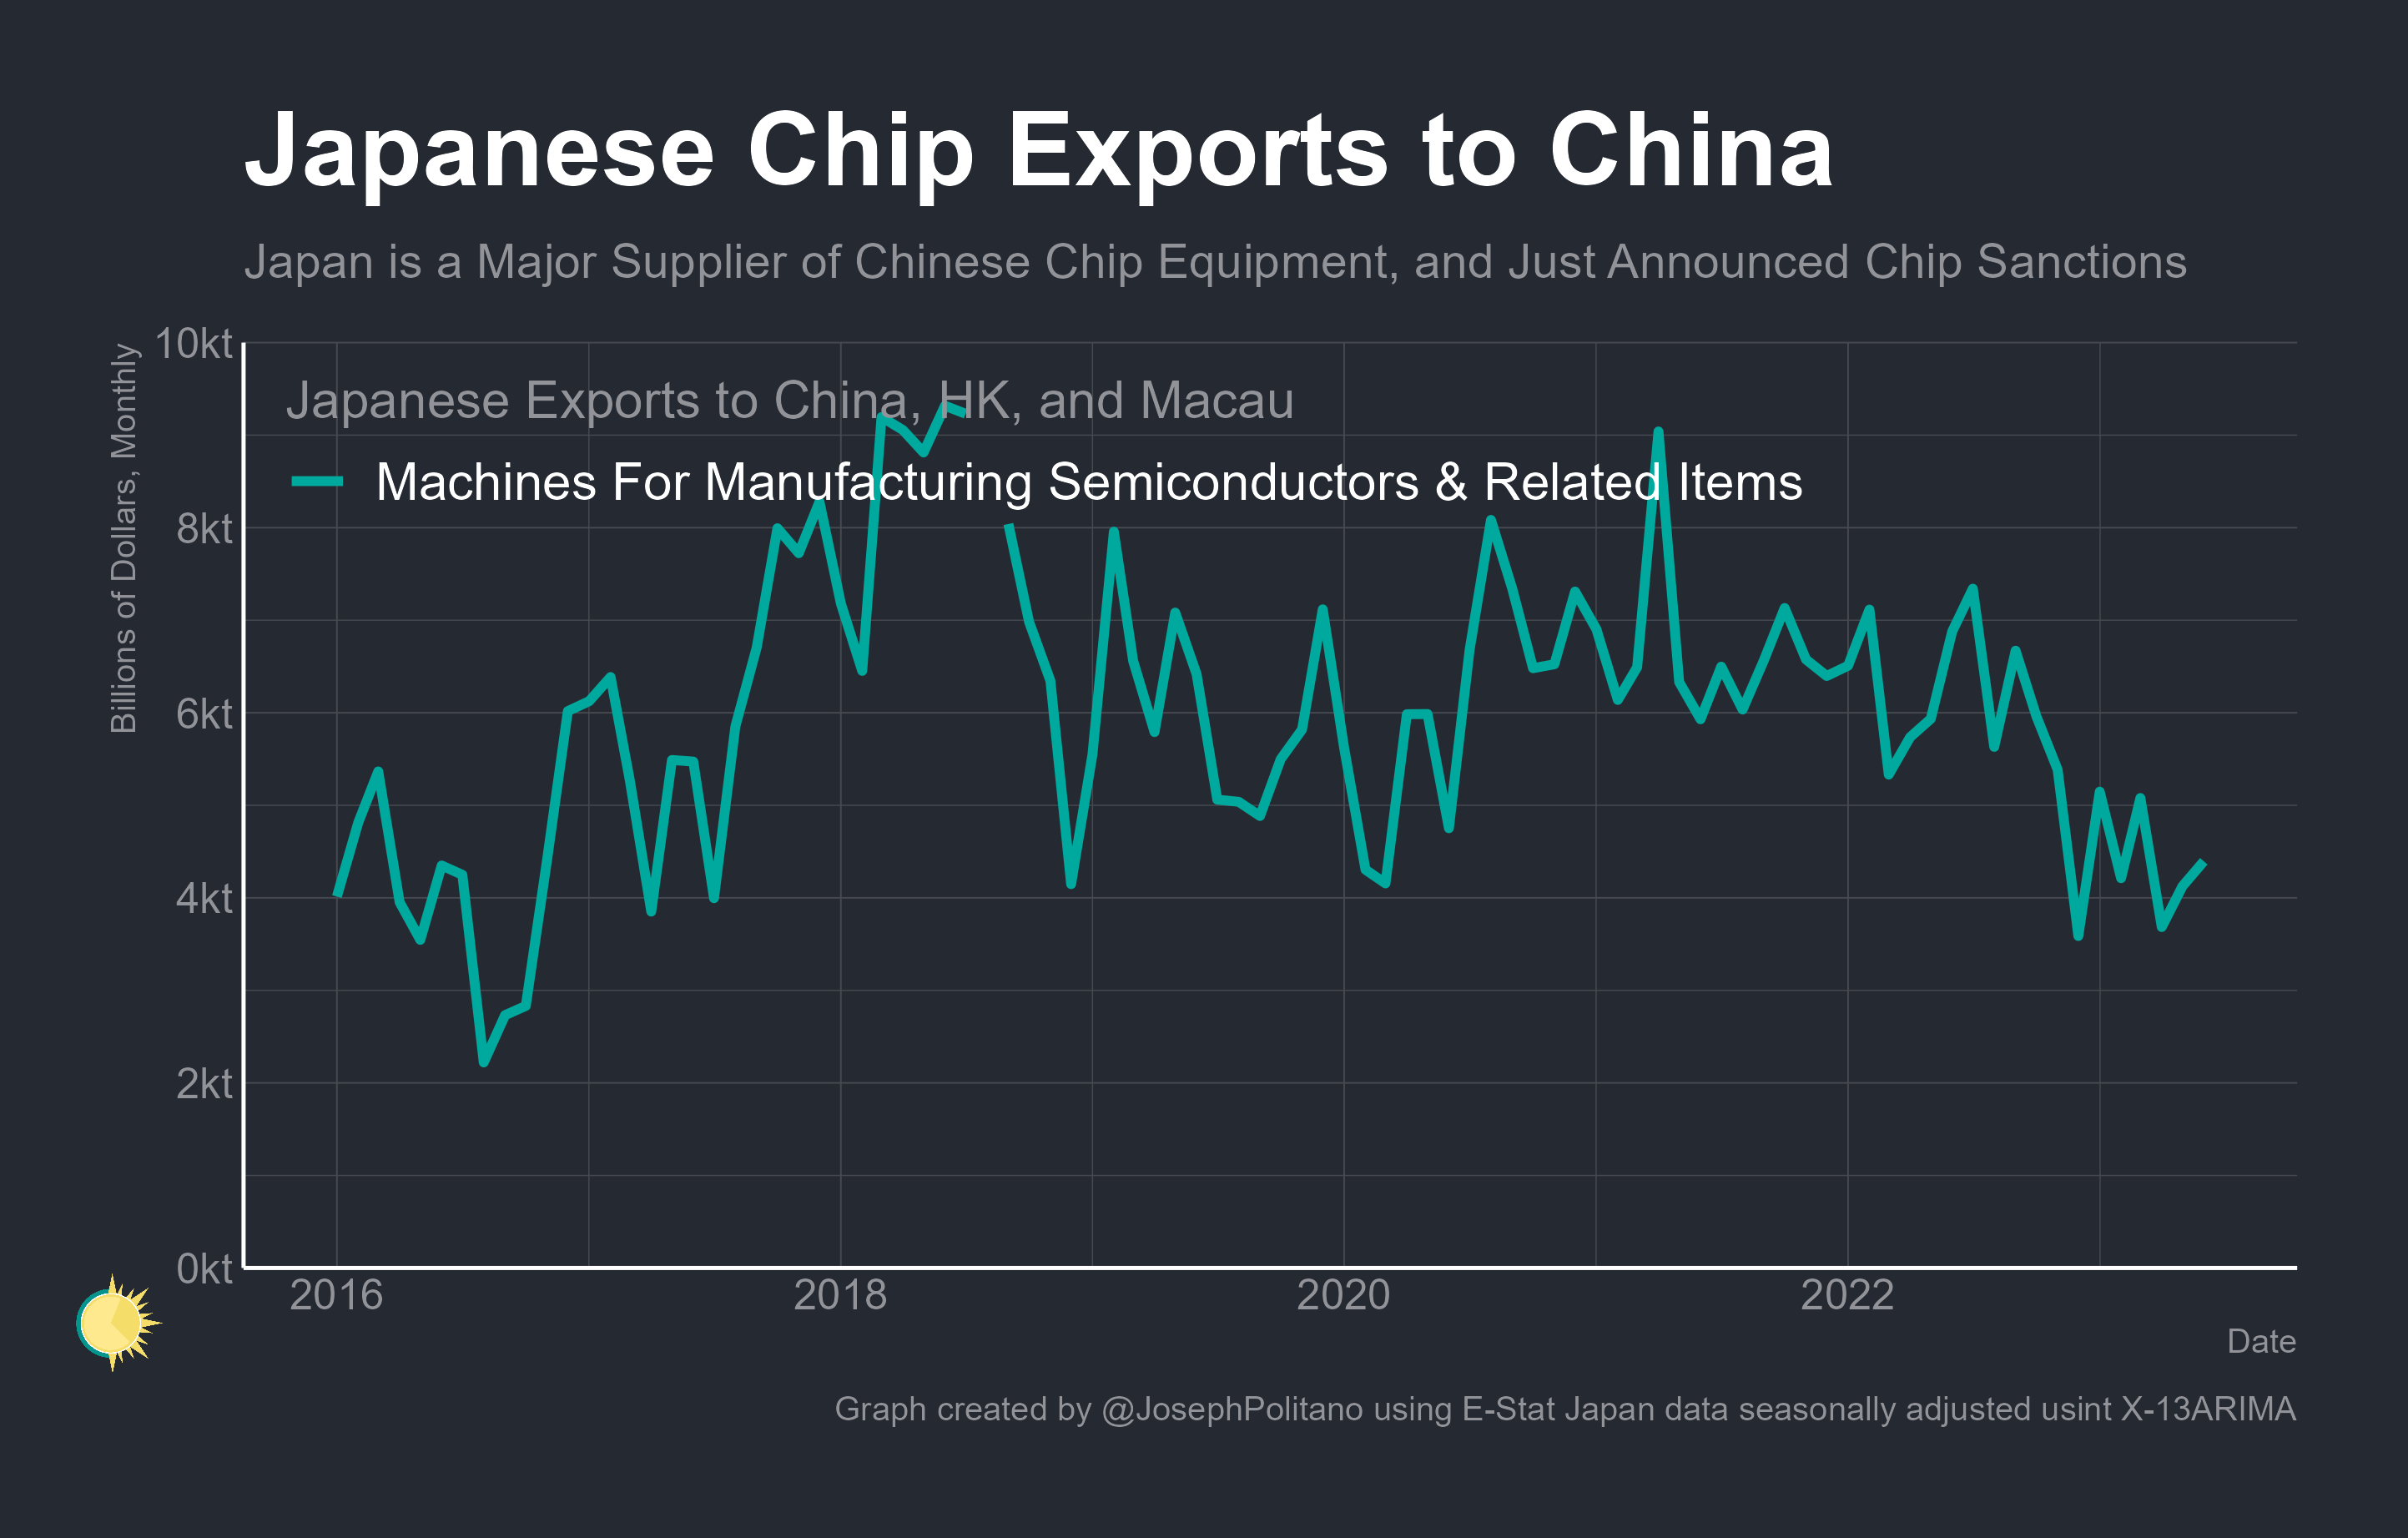 Japanese Chip Exports to China
Japan is a Major Supplier of Chinese Chip Equipment, and Just Announced Chip Sanctions
Billions of Dollars, Monthly
10kt
8kt
6kt
4kt
2kt
0kt
Japanese Exports to China, HK, and Macau
Machines For Manufacturing Semiconductors & Related Items
2016 2018 2020 2022
Date
Graph created by @JosephPolitano using E-Stat Japan data seasonally adjusted usint X-13ARIMA